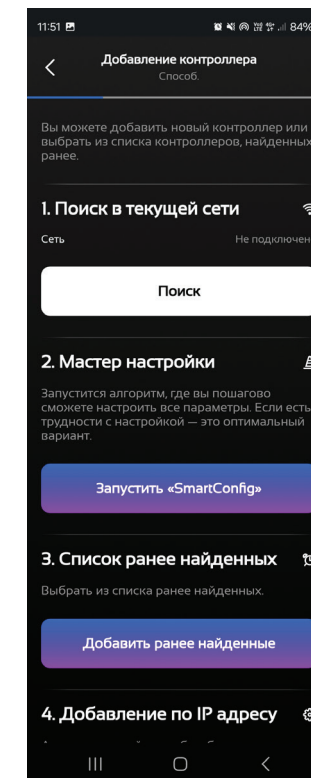 11:51 84%
Добавление контроллера
Способ.
Вы можете добавить новый контроллер или
выбрать из списка контроллеров, найденных
ранее.
1. Поиск в текущей сети
Сеть Не подключен
Поиск
2. Мастер настройки
Запустится алгоритм, где вы пошагово
сможете настроить все параметры. Если есть
трудности с настройкой — это оптимальный
вариант.
Запустить «SmartConfig»
3. Список ранее найденных
Выбрать из списка ранее найденных.
Добавить ранее найденные
4. Добавление по IP адресу